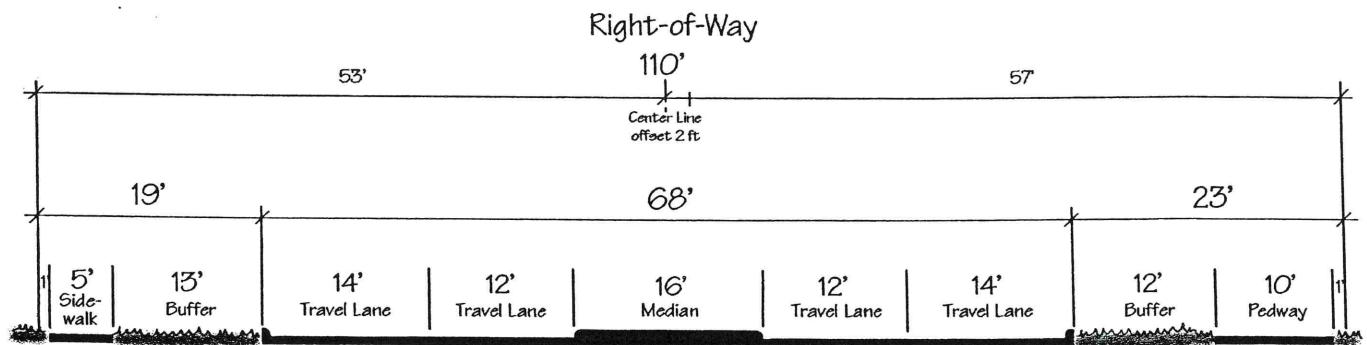 Right-of-Way
110'
53'
57'
Center Line
offset 2 ft
19'
68'
23'
1'
5'
Side-
walk
13'
Buffer
14'
Travel Lane
12'
Travel Lane
16'
Median
12'
Travel Lane
14'
Travel Lane
12'
Buffer
10'
Pedway
1'